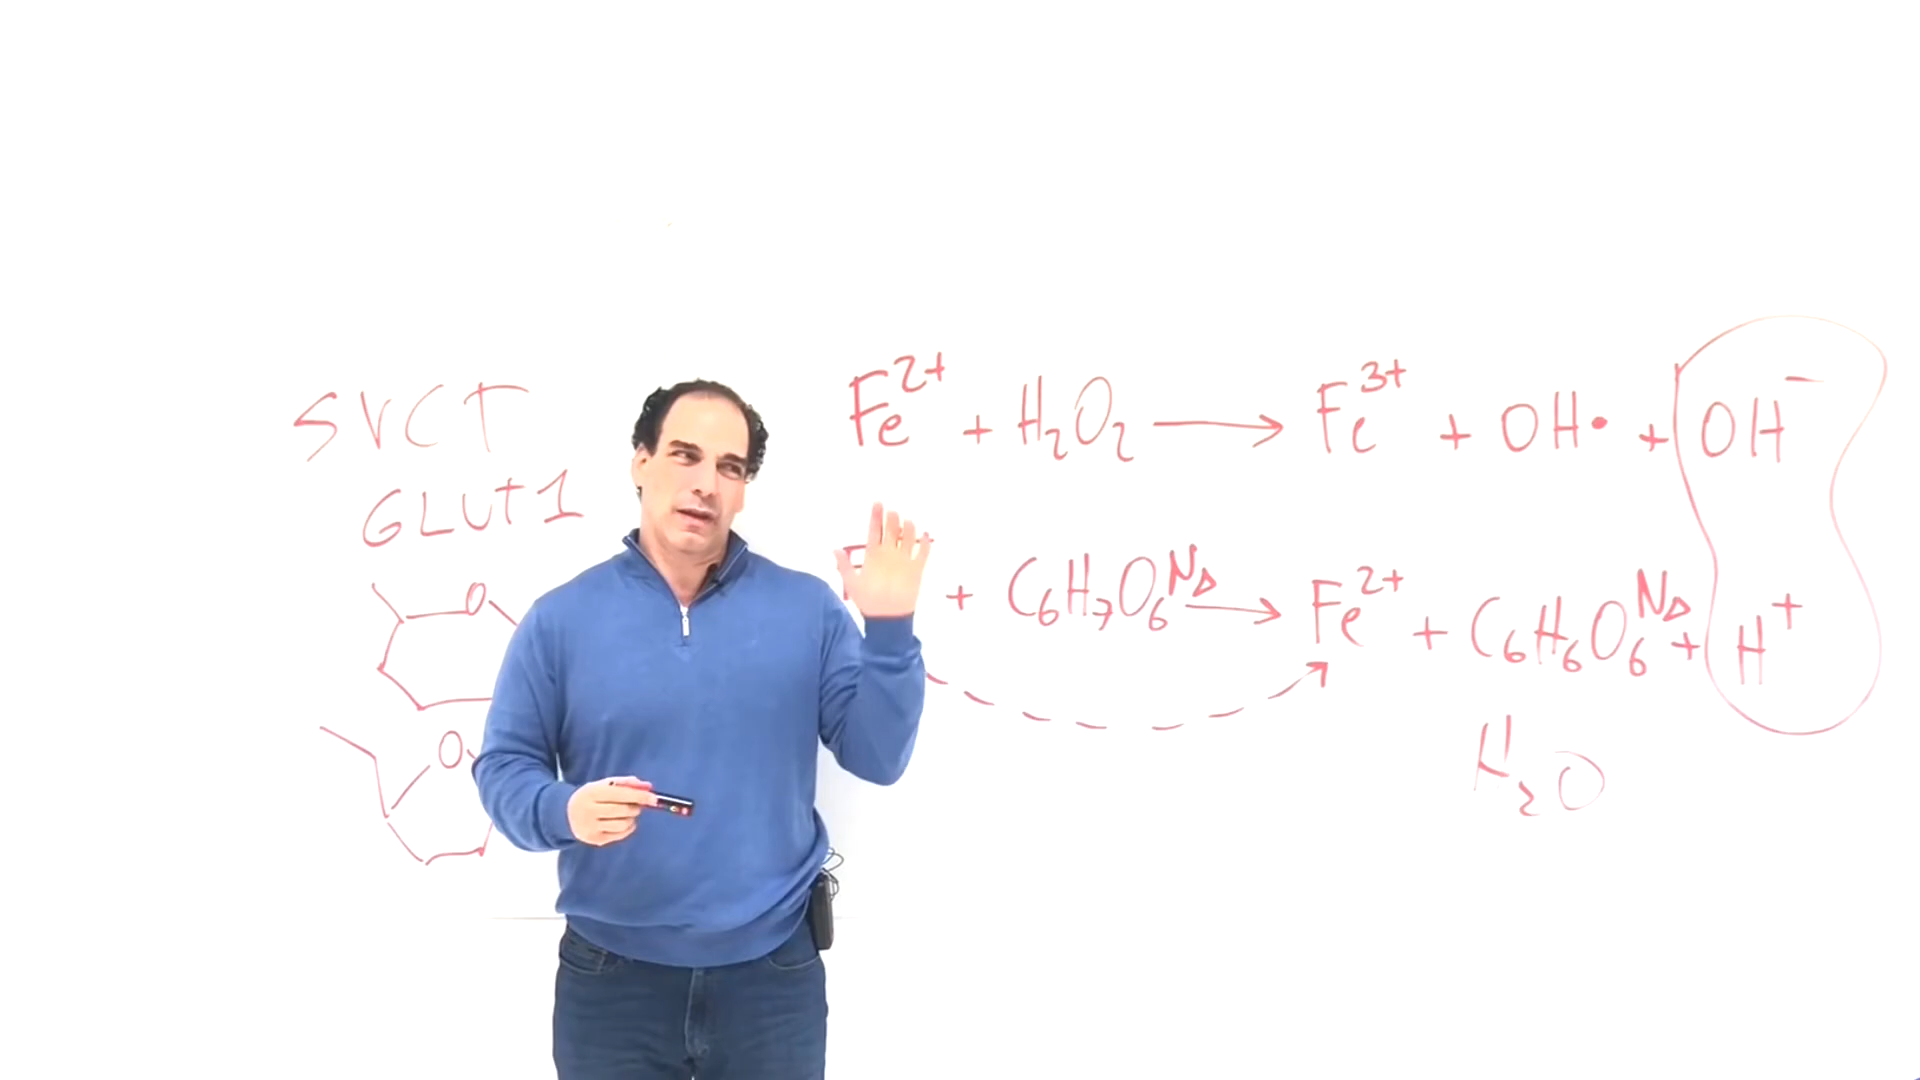 SVCT
GLUT1
O
O
Fe²⁺ + H₂O₂ → Fe³⁺ + OH• + OH⁻
+ C₆H₇O₆Na → Fe²⁺ + C₆H₆O₆Na + H⁺
H₂O